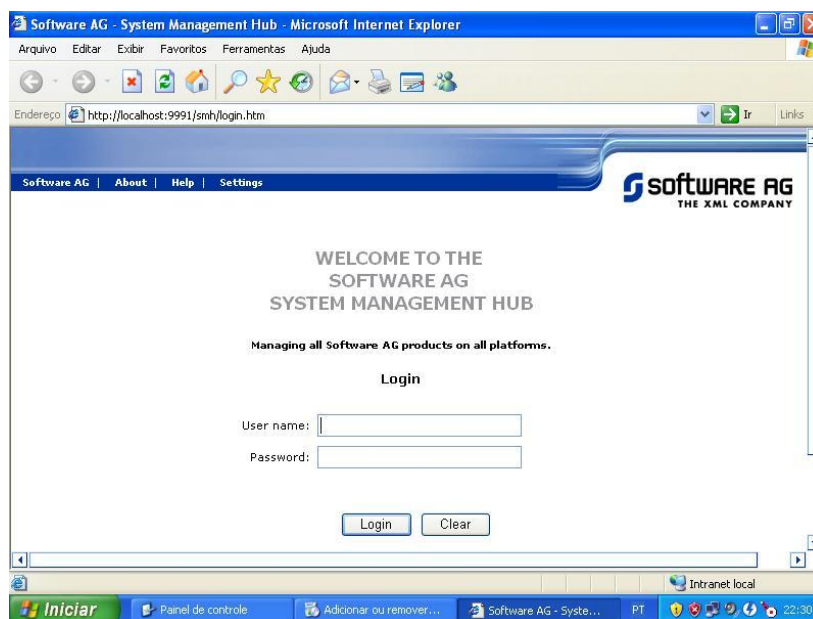 Software AG - System Management Hub - Microsoft Internet Explorer
Arquivo Editar Exibir Favoritos Ferramentas Ajuda
Endereço http://localhost:9991/smh/login.htm Ir Links
Software AG | About | Help | Settings
software AG
THE XML COMPANY
WELCOME TO THE
SOFTWARE AG
SYSTEM MANAGEMENT HUB
Managing all Software AG products on all platforms.
Login
User name:
Password:
Login Clear
Intranet local
Iniciar Painel de controle Adicionar ou remover... Software AG - Syste... PT 22:30